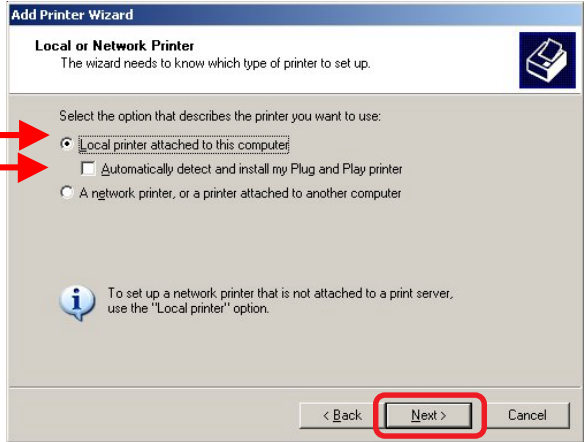 Add Printer Wizard
Local or Network Printer
The wizard needs to know which type of printer to set up.
Select the option that describes the printer you want to use:
Local printer attached to this computer
Automatically detect and install my Plug and Play printer
A network printer, or a printer attached to another computer
To set up a network printer that is not attached to a print server,
use the "Local printer" option.
< Back
Next >
Cancel